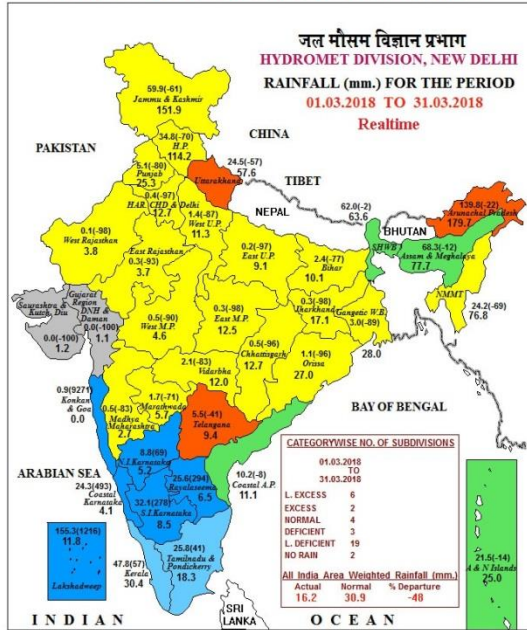 जल मौसम विज्ञान प्रभाग
HYDROMET DIVISION, NEW DELHI
RAINFALL (mm.) FOR THE PERIOD
01.03.2018 TO 31.03.2018
Realtime
59.9(-61)
Jammu & Kashmir
151.9
CHINA
PAKISTAN
34.8(-70)
H.P.
114.2
5.1(-80)
Punjab
25.3
24.5(-57)
57.6
Uttarakhand
TIBET
0.4(-97)
HAR. CHD & Delhi
12.7
1.4(-87)
West U.P.
11.3
NEPAL
62.0(-2)
63.6
SHWB
BHUTAN
139.8(-22)
Arunachal Pradesh
179.7
0.1(-98)
West Rajasthan
3.8
East Rajasthan
0.3(-93)
3.7
0.2(-97)
East U.P.
9.1
2.4(-77)
Bihar
10.1
68.3(-12)
Assam & Meghalaya
77.7
NMMT
24.2(-69)
76.8
Saurashtra &
Kutch, Diu
0.0(-100)
1.2
Gujarat
Region
DNH &
Daman
0.0(-100)
1.1
0.5(-90)
West M.P.
4.6
0.3(-98)
East M.P.
12.5
0.3(-98)
Jharkhand
17.1
Gangetic W.B.
3.0(-89)
28.0
2.1(-83)
Vidarbha
12.0
0.5(-96)
Chhattisgarh
12.7
1.1(-96)
Orissa
27.0
0.9(9271
Konkan
& Goa
0.0
0.5(-83)
Madhya
Maharashtra
2.7
1.7(-71)
Marathwada
5.7
5.5(-41)
Telangana
9.4
BAY OF BENGAL
ARABIAN SEA
8.8(69)
N.I.Karnataka
5.2
25.6(294)
Rayalaseema
6.5
10.2(-8)
Coastal A.P.
11.1
24.3(493)
Coastal
Karnataka
4.1
32.1(278)
S.I.Karnataka
8.5
155.3(1216)
11.8
Lakshadweep
47.8(57)
Kerala
30.4
25.8(41)
Tamilnadu &
Pondicherry
18.3
CATEGORYWISE NO. OF SUBDIVISIONS
01.03.2018
TO
31.03.2018
L. EXCESS 6
EXCESS 2
NORMAL 4
DEFICIENT 3
L. DEFICIENT 19
NO RAIN 2
All India Area Weighted Rainfall (mm.)
Actual Normal % Departure
16.2 30.9 -48
21.5(-14)
A & N Islands
25.0
SRI
LANKA
INDIAN OCEAN